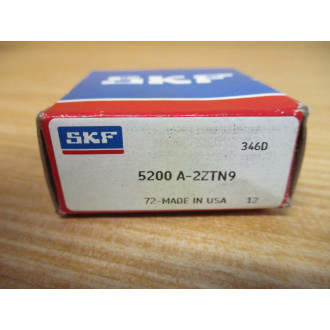 SKF
SKF
346D
5200 A-2ZTN9
72-MADE IN USA 12